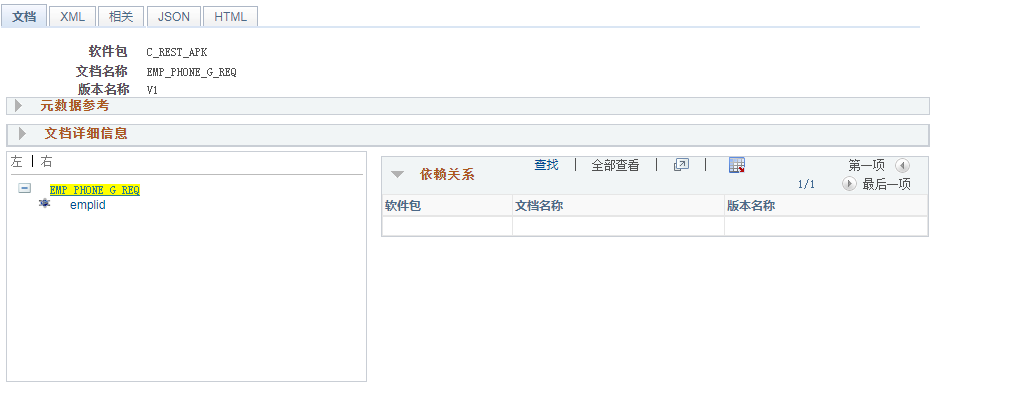 文档 XML 相关 JSON HTML
软件包 C_REST_APK
文档名称 EMP_PHONE_G_REQ
版本名称 V1
元数据参考
文档详细信息
左 | 右
EMP_PHONE_G_REQ
emplid
依赖关系 查找 | 全部查看 | | 第一项
1/1 最后一项
软件包 文档名称 版本名称